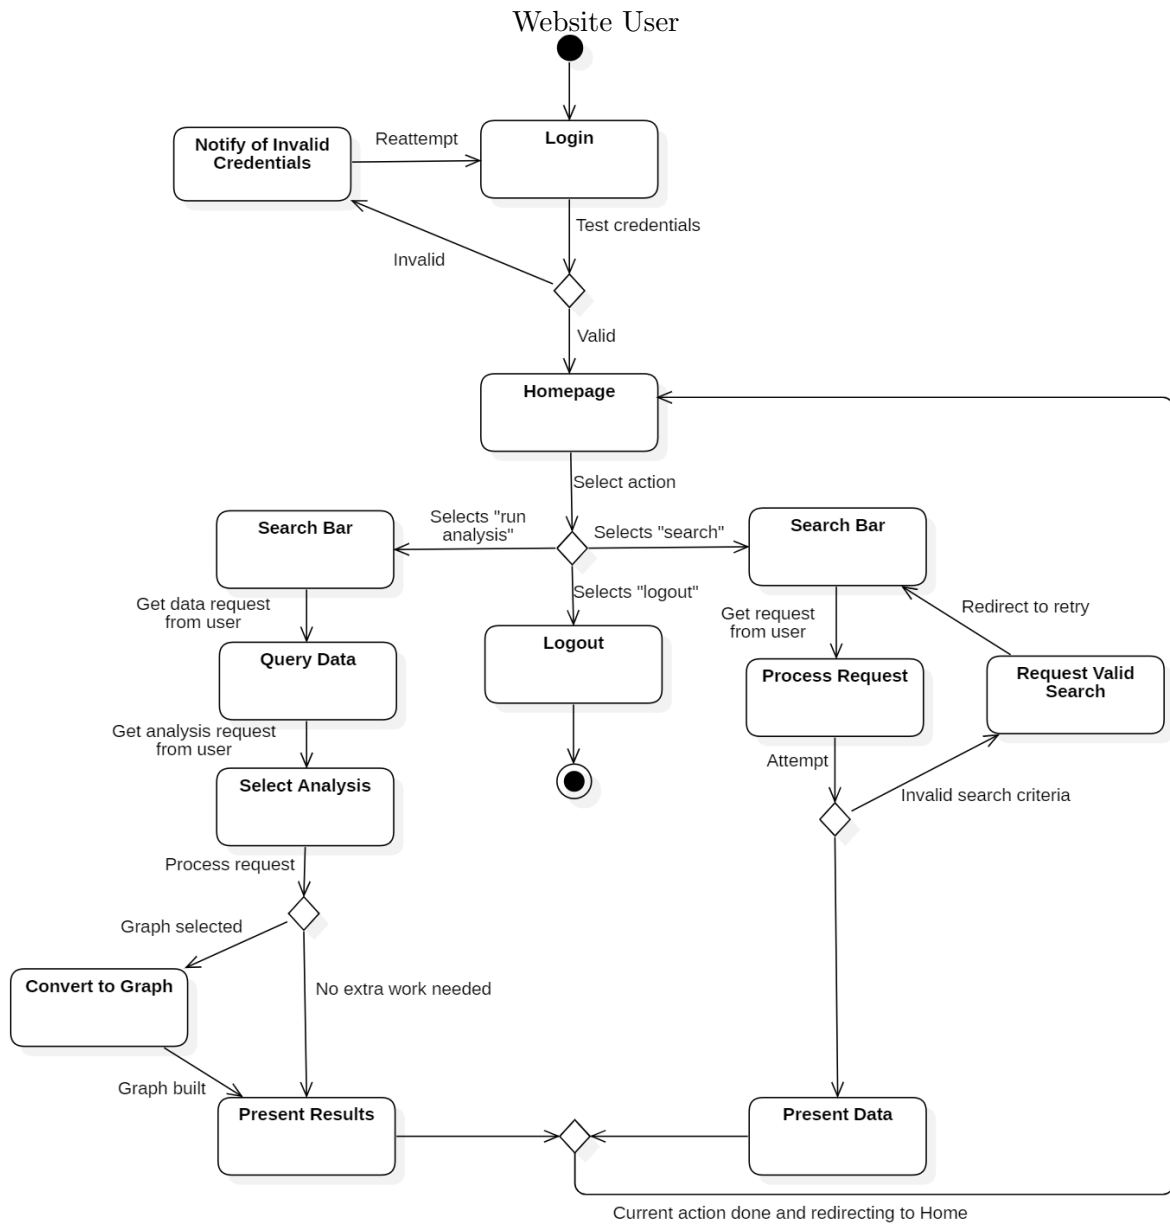 Website User
Notify of Invalid
Credentials
Reattempt
Login
Test credentials
Invalid
Valid
Homepage
Select action
Search Bar
Selects "run
analysis"
Selects "search"
Search Bar
Get data request
from user
Selects "logout"
Get request
from user
Redirect to retry
Query Data
Logout
Process Request
Request Valid
Search
Get analysis request
from user
Attempt
Select Analysis
Invalid search criteria
Process request
Graph selected
Convert to Graph
No extra work needed
Graph built
Present Results
Present Data
Current action done and redirecting to Home